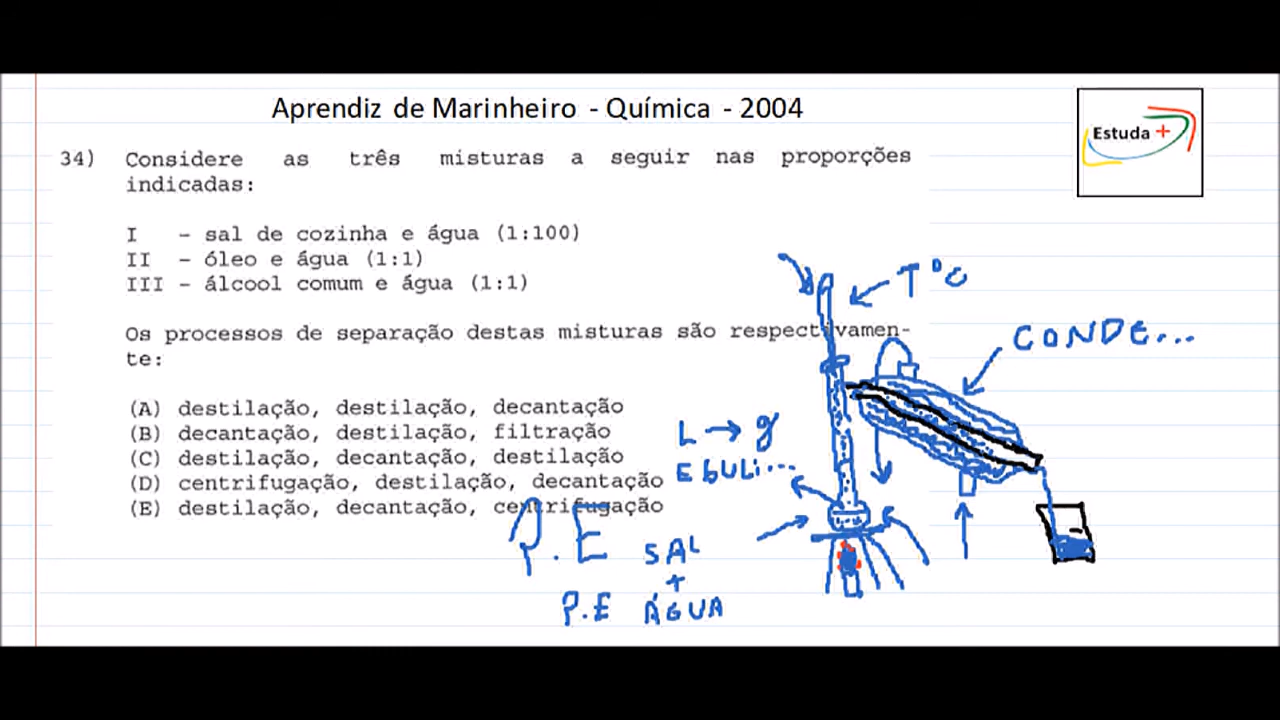 Aprendiz de Marinheiro - Química - 2004
Estuda +
34) Considere as três misturas a seguir nas proporções
indicadas:
I - sal de cozinha e água (1:100)
II - óleo e água (1:1)
III - álcool comum e água (1:1)
Os processos de separação destas misturas são respectivamen-
te:
(A) destilação, destilação, decantação
(B) decantação, destilação, filtração
(C) destilação, decantação, destilação
(D) centrifugação, destilação, decantação
(E) destilação, decantação, centrifugação
T°C
CONDE...
L → g
EBULI...
P.E SAL
+
P.E ÁGUA